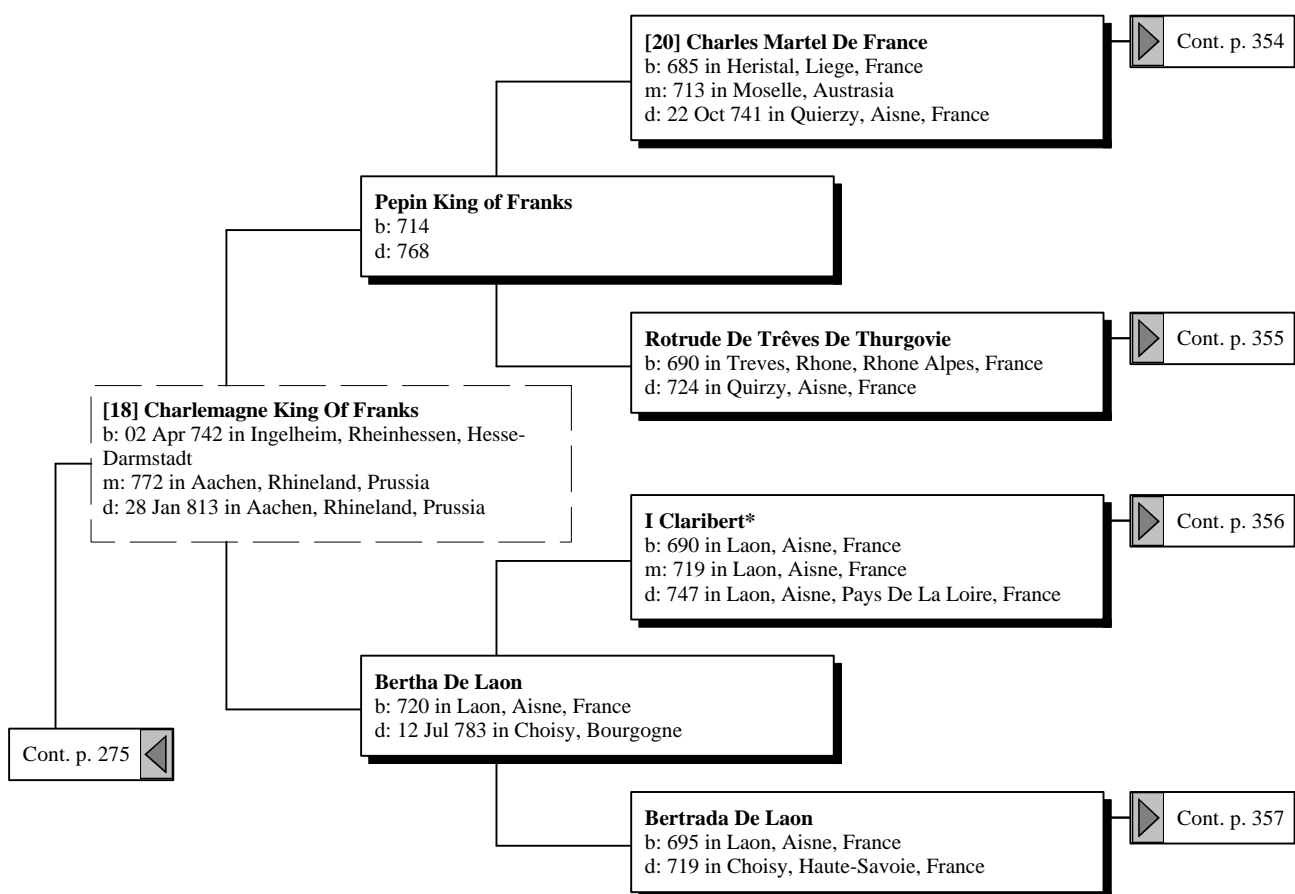 [20] Charles Martel De France
b: 685 in Heristal, Liege, France
m: 713 in Moselle, Austrasia
d: 22 Oct 741 in Quierzy, Aisne, France
Cont. p. 354
Pepin King of Franks
b: 714
d: 768
Rotrude De Trêves De Thurgovie
b: 690 in Treves, Rhone, Rhone Alpes, France
d: 724 in Quirzy, Aisne, France
Cont. p. 355
[18] Charlemagne King Of Franks
b: 02 Apr 742 in Ingelheim, Rheinhessen, Hesse-
Darmstadt
m: 772 in Aachen, Rhineland, Prussia
d: 28 Jan 813 in Aachen, Rhineland, Prussia
I Claribert*
b: 690 in Laon, Aisne, France
m: 719 in Laon, Aisne, France
d: 747 in Laon, Aisne, Pays De La Loire, France
Cont. p. 356
Bertha De Laon
b: 720 in Laon, Aisne, France
d: 12 Jul 783 in Choisy, Bourgogne
Cont. p. 275
Bertrada De Laon
b: 695 in Laon, Aisne, France
d: 719 in Choisy, Haute-Savoie, France
Cont. p. 357